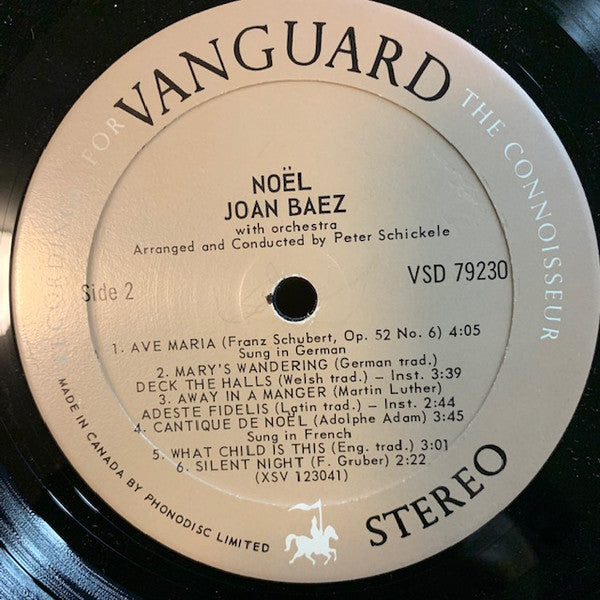 VANGUARD
RECORDINGS FOR THE CONNOISSEUR
NOËL
JOAN BAEZ
with orchestra
Arranged and Conducted by Peter Schickele
Side 2
VSD 79230
1. AVE MARIA (Franz Schubert, Op. 52 No. 6) 4:05
Sung in German
2. MARY'S WANDERING (German trad.)
DECK THE HALLS (Welsh trad.) – Inst. 3:39
3. AWAY IN A MANGER (Martin Luther)
ADESTE FIDELIS (Latin trad.) – Inst. 2:44
4. CANTIQUE DE NOËL (Adolphe Adam) 3:45
Sung in French
5. WHAT CHILD IS THIS (Eng. trad.) 3:01
6. SILENT NIGHT (F. Gruber) 2:22
(XSV 123041)
MADE IN CANADA BY PHONODISC LIMITED
STEREO